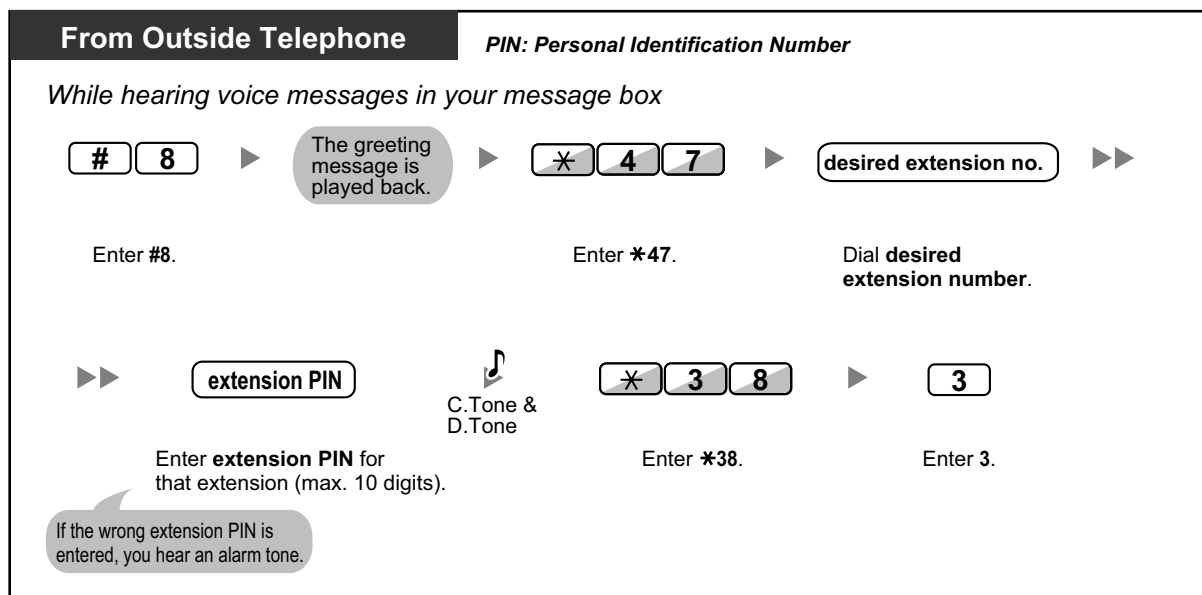 From Outside Telephone
PIN: Personal Identification Number
While hearing voice messages in your message box
# 8
The greeting
message is
played back.
* 4 7
desired extension no.
Enter #8.
Enter *47.
Dial desired
extension number.
extension PIN
C.Tone &
D.Tone
* 3 8
3
Enter extension PIN for
that extension (max. 10 digits).
Enter *38.
Enter 3.
If the wrong extension PIN is
entered, you hear an alarm tone.